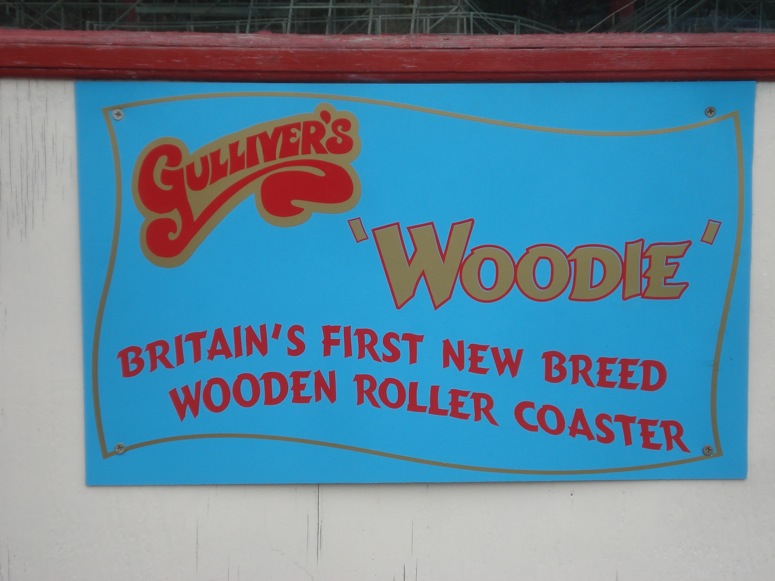 GULLIVER'S
'WOODIE'
BRITAIN'S FIRST NEW BREED
WOODEN ROLLER COASTER